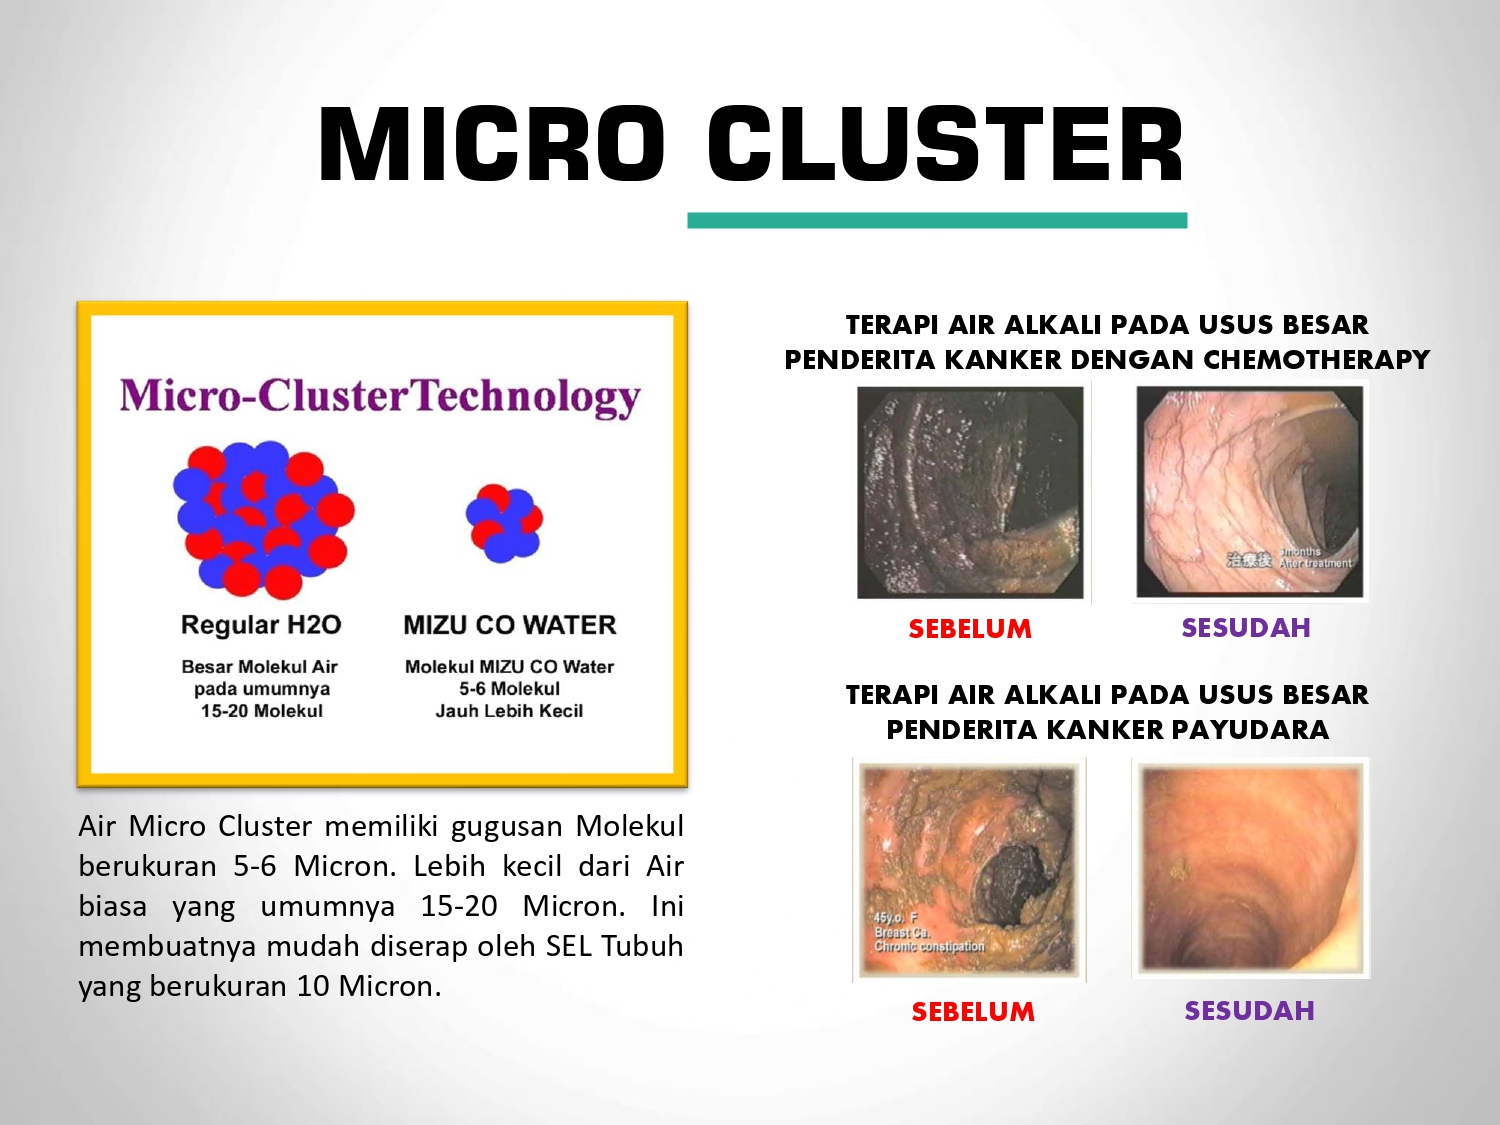 MICRO CLUSTER
Micro-ClusterTechnology
Regular H2O
Besar Molekul Air
pada umumnya
15-20 Molekul
MIZU CO WATER
Molekul MIZU CO Water
5-6 Molekul
Jauh Lebih Kecil
Air Micro Cluster memiliki gugusan Molekul
berukuran 5-6 Micron. Lebih kecil dari Air
biasa yang umumnya 15-20 Micron. Ini
membuatnya mudah diserap oleh SEL Tubuh
yang berukuran 10 Micron.
TERAPI AIR ALKALI PADA USUS BESAR
PENDERITA KANKER DENGAN CHEMOTHERAPY
治療後
3months
After treatment
SEBELUM
SESUDAH
TERAPI AIR ALKALI PADA USUS BESAR
PENDERITA KANKER PAYUDARA
45y.o. F
Breast Ca.
Chronic constipation
SEBELUM
SESUDAH